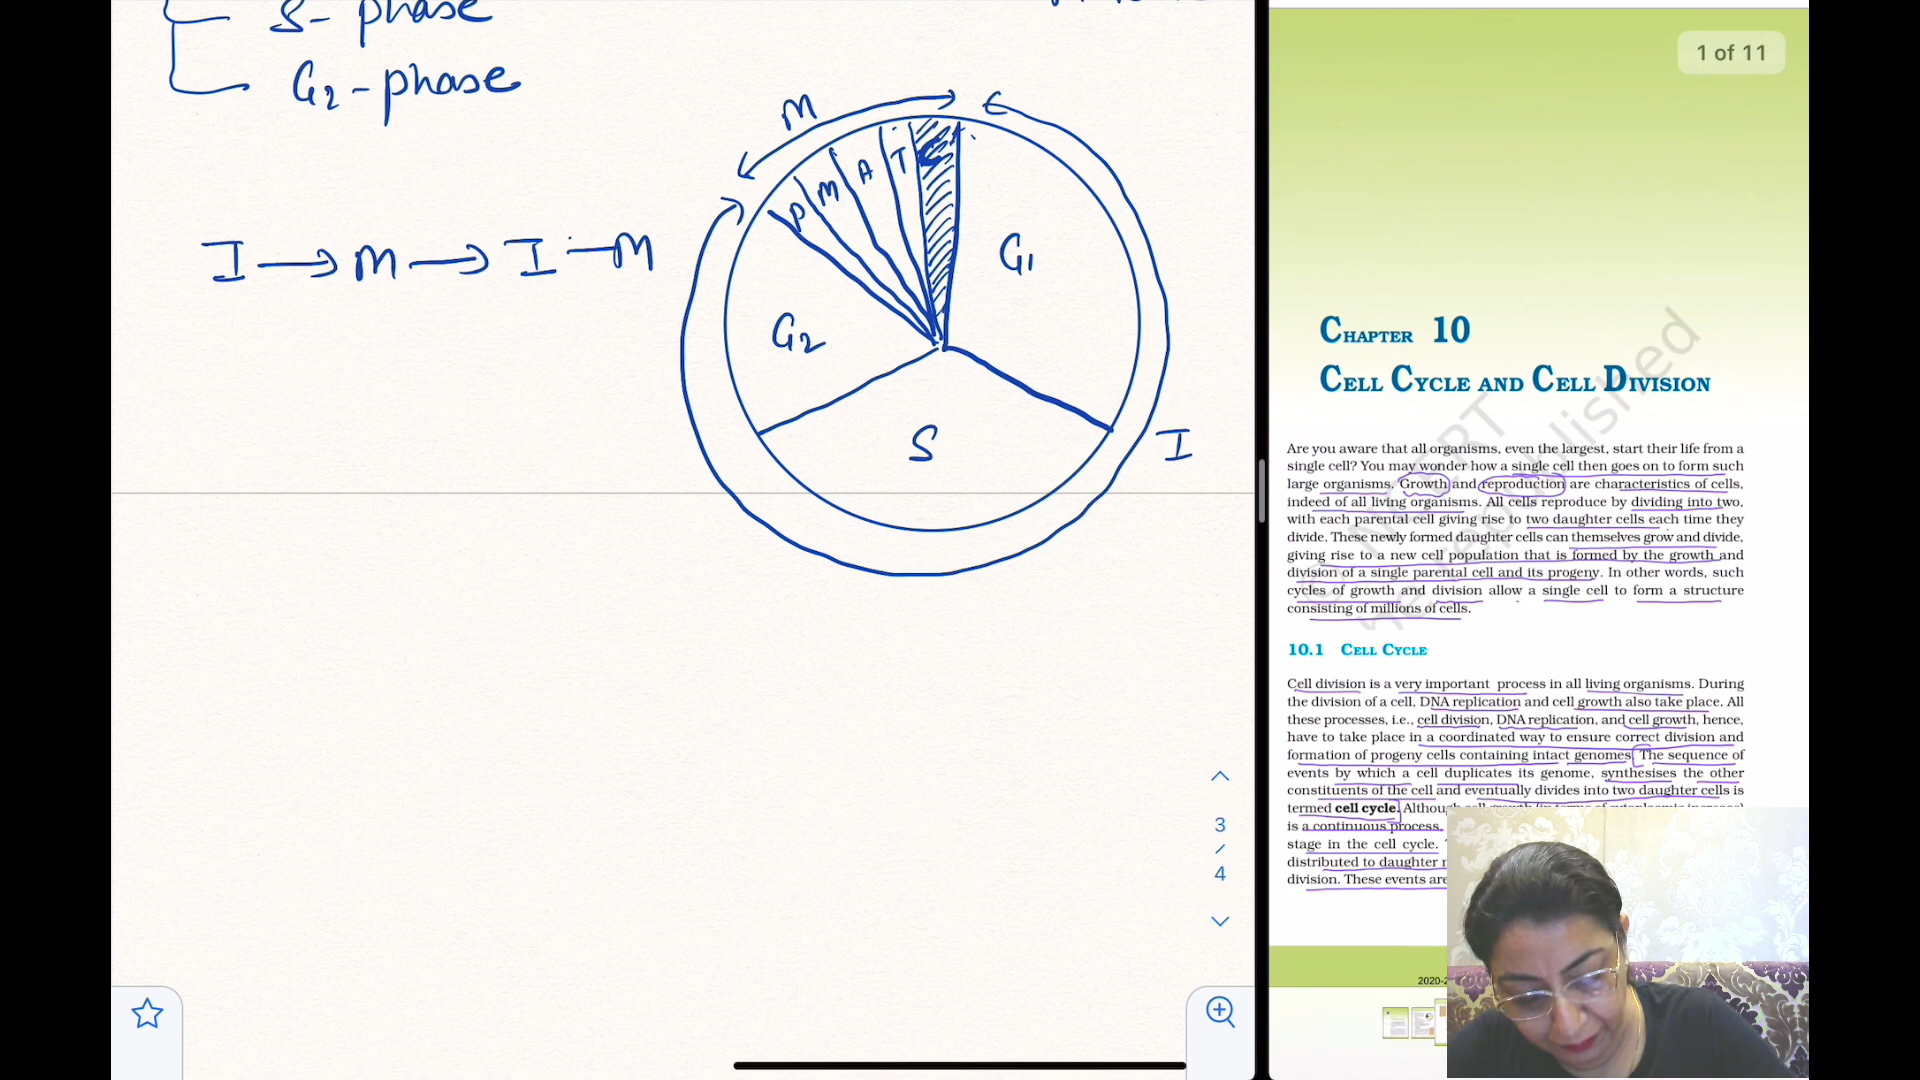 S- phase
G2-phase
I → M → I - M
M
P M A T C
G1
G2
S
I
3
/
4
1 of 11
CHAPTER 10
CELL CYCLE AND CELL DIVISION
Are you aware that all organisms, even the largest, start their life from a
single cell? You may wonder how a single cell then goes on to form such
large organisms. Growth and reproduction are characteristics of cells,
indeed of all living organisms. All cells reproduce by dividing into two,
with each parental cell giving rise to two daughter cells each time they
divide. These newly formed daughter cells can themselves grow and divide,
giving rise to a new cell population that is formed by the growth and
division of a single parental cell and its progeny. In other words, such
cycles of growth and division allow a single cell to form a structure
consisting of millions of cells.
10.1 CELL CYCLE
Cell division is a very important process in all living organisms. During
the division of a cell, DNA replication and cell growth also take place. All
these processes, i.e., cell division, DNA replication, and cell growth, hence,
have to take place in a coordinated way to ensure correct division and
formation of progeny cells containing intact genomes. The sequence of
events by which a cell duplicates its genome, synthesises the other
constituents of the cell and eventually divides into two daughter cells is
termed cell cycle.
is a continuous process,
stage in the cell cycle.
distributed to daughter
division. These events are